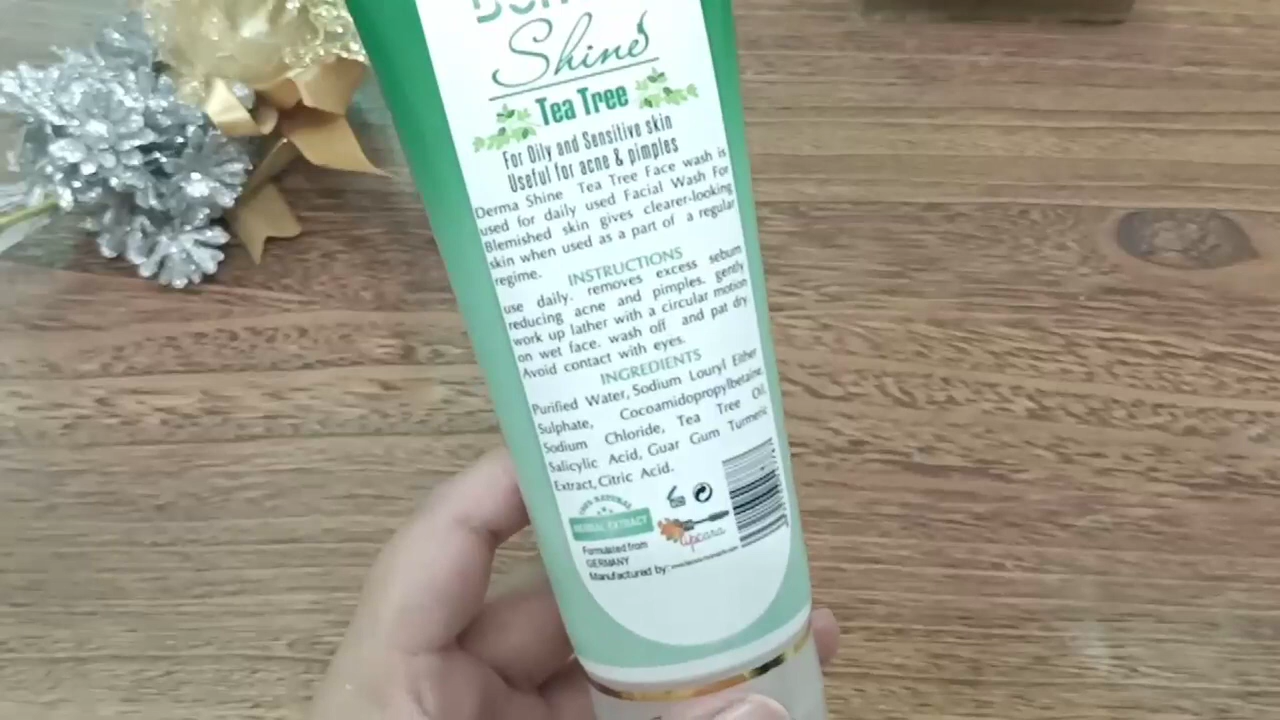 Shine
Tea Tree
For Oily and Sensitive skin
Useful for acne & pimples
Derma Shine Tea Tree Face wash is
used for daily used Facial Wash For
Blemished skin gives clearer-looking
skin when used as a part of a regular
regime.
INSTRUCTIONS
use daily. removes excess sebum
reducing acne and pimples. gently
work up lather with a circular motion
on wet face. wash off and pat dry
Avoid contact with eyes.
INGREDIENTS
Purified Water, Sodium Louryl Either
Sulphate, Cocoamidopropylbetaine
Sodium Chloride, Tea Tree Oil,
Salicylic Acid, Guar Gum Turmeric
Extract, Citric Acid.
100% NATURAL
HERBAL EXTRACT
Formulated from
GERMANY
Manufactured by: